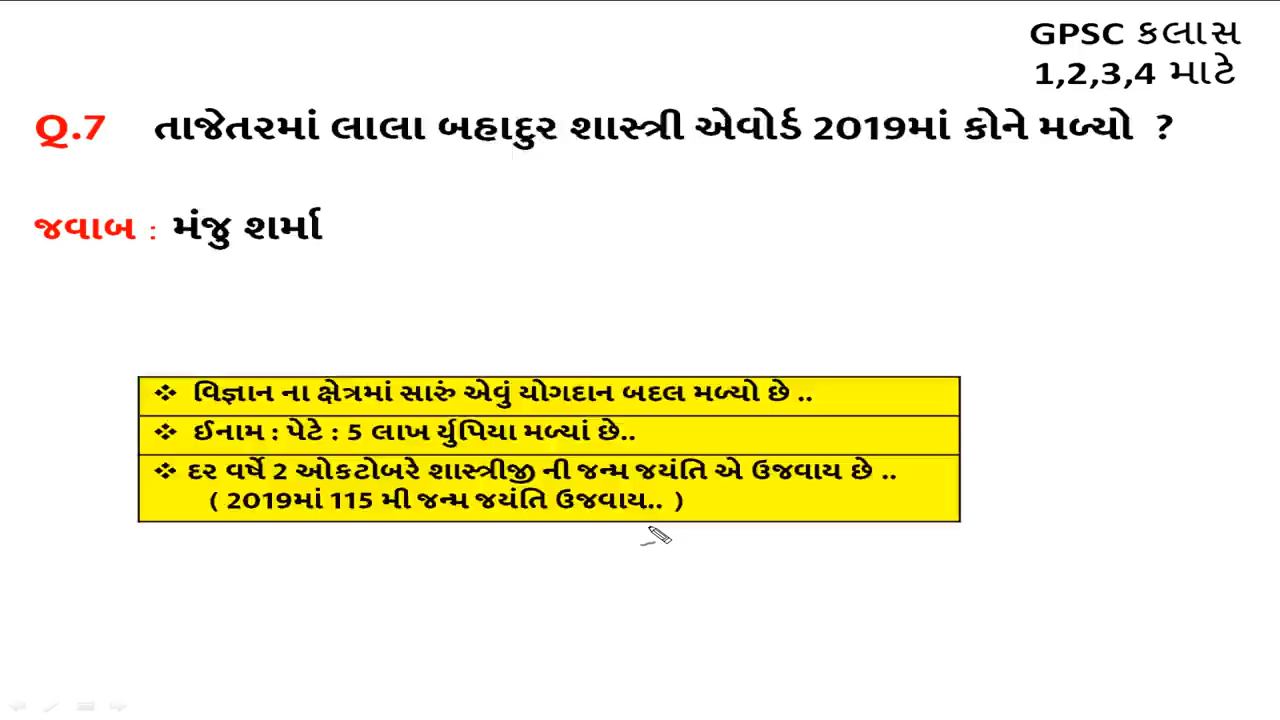 GPSC કલાસ
1,2,3,4 માટે
Q.7 તાજેતરમાં લાલા બહાદુર શાસ્ત્રી એવોર્ડ 2019માં કોને મળ્યો ?
જવાબ : મંજુ શર્મા
❖ વિજ્ઞાન ના ક્ષેત્રમાં સારું એવું યોગદાન બદલ મળ્યો છે ..
❖ ઈનામ : પેટે : 5 લાખ ર્યુપિયા મળ્યાં છે..
❖ દર વર્ષે 2 ઓકટોબરે શાસ્ત્રીજી ની જન્મ જયંતિ એ ઉજવાય છે ..
( 2019માં 115 મી જન્મ જયંતિ ઉજવાય.. )